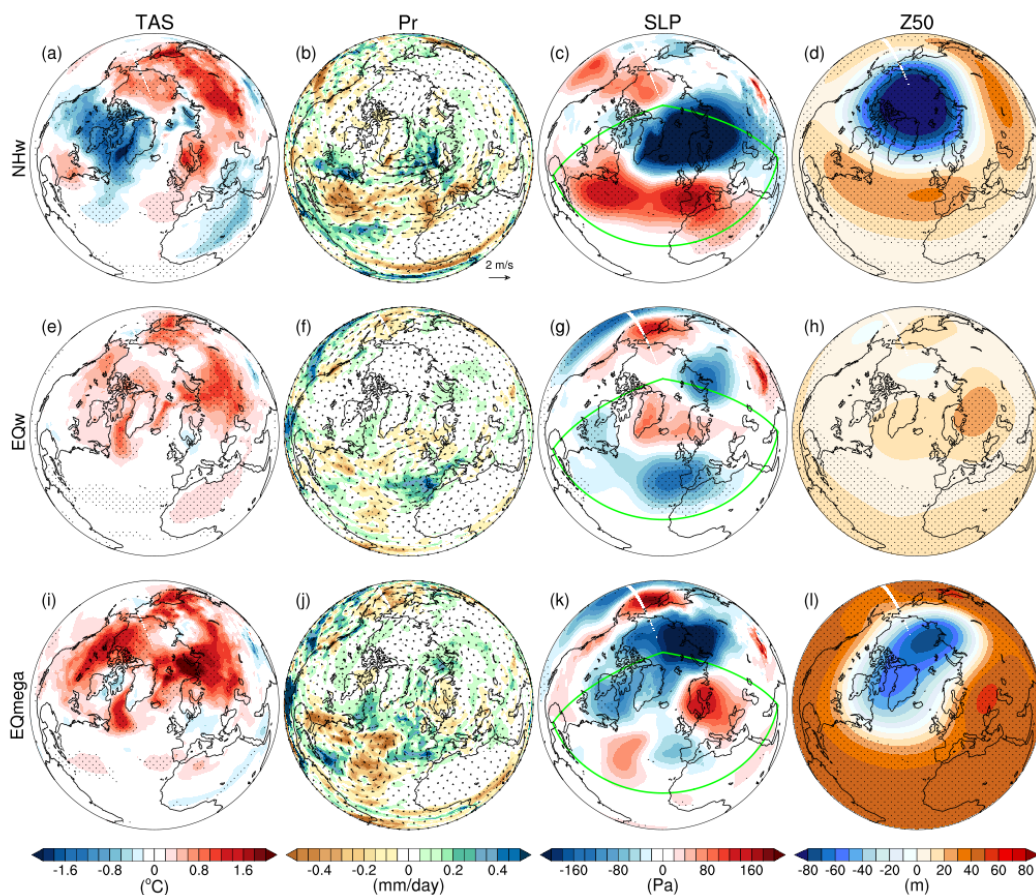 TAS Pr SLP Z50
(a) (b) (c) (d)
NHw
2 m/s
(e) (f) (g) (h)
EQw
(i) (j) (k) (l)
EQmega
-1.6 -0.8 0 0.8 1.6 -0.4 -0.2 0 0.2 0.4 -160 -80 0 80 160 -80 -60 -40 -20 0 20 40 60 80
(°C) (mm/day) (Pa) (m)